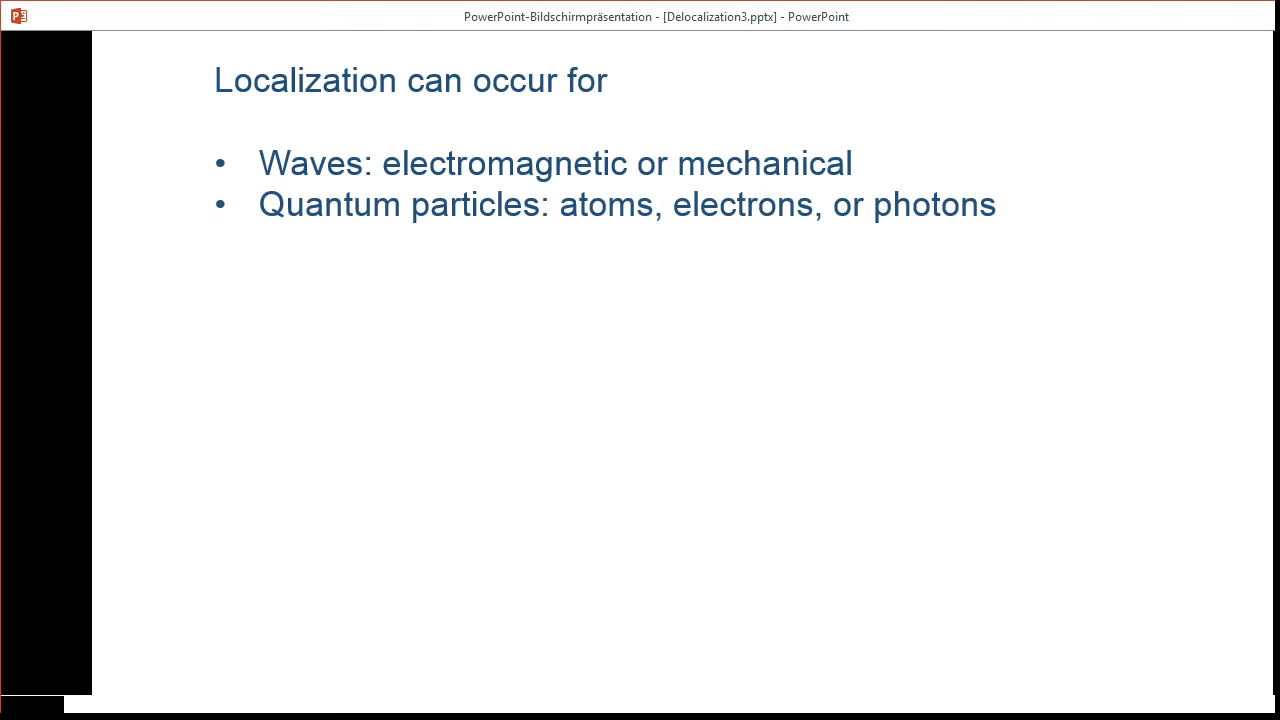 PowerPoint-Bildschirmpräsentation - [Delocalization3.pptx] - PowerPoint
Localization can occur for
• Waves: electromagnetic or mechanical
• Quantum particles: atoms, electrons, or photons